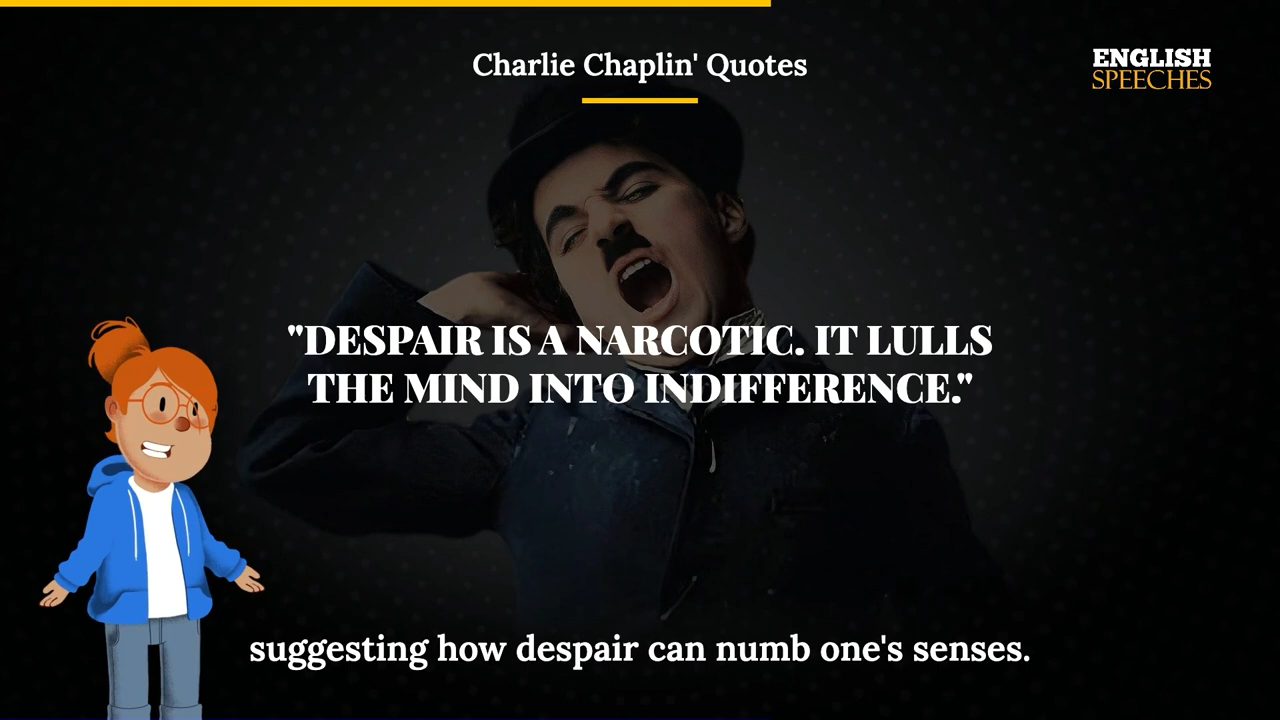 Charlie Chaplin' Quotes
ENGLISH
SPEECHES
"DESPAIR IS A NARCOTIC. IT LULLS
THE MIND INTO INDIFFERENCE."
suggesting how despair can numb one's senses.